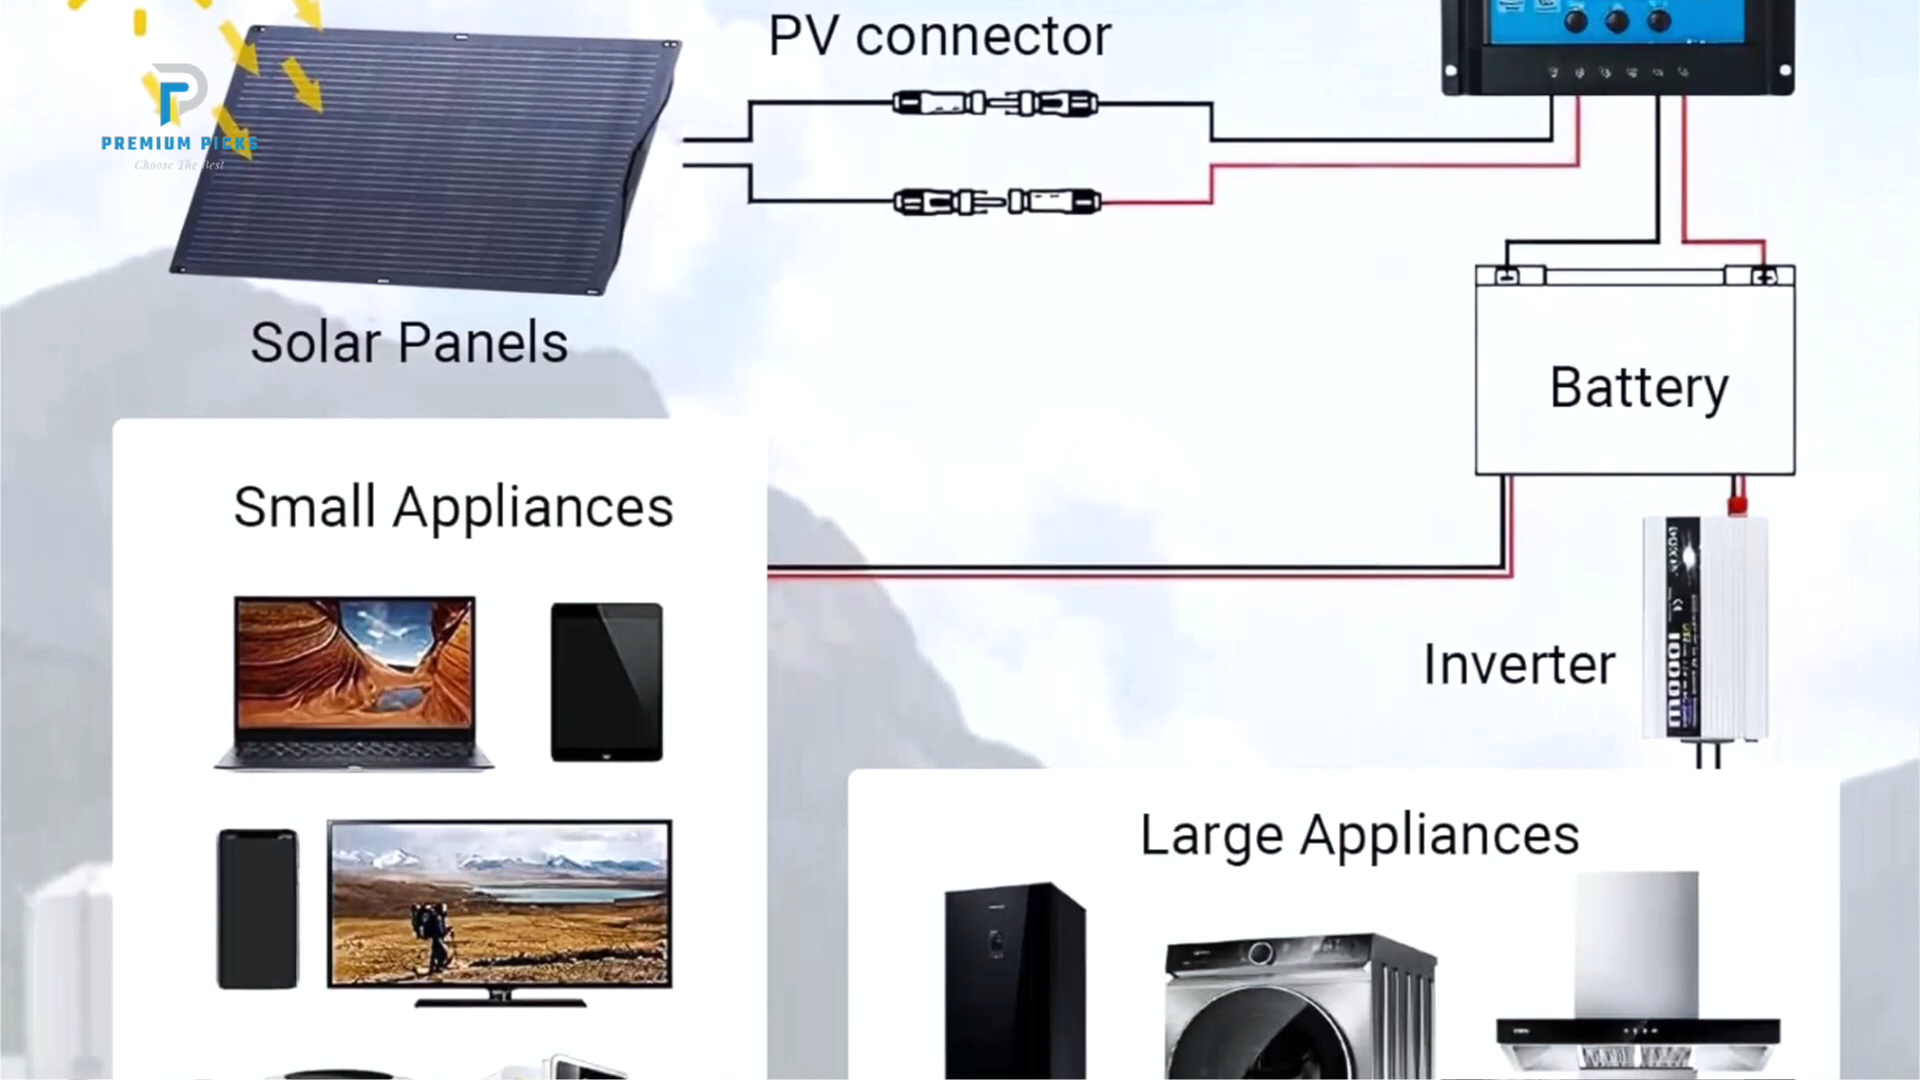 PV connector
PREMIUM PICKS
Choose The Best
Solar Panels
Battery
Small Appliances
Inverter
Large Appliances